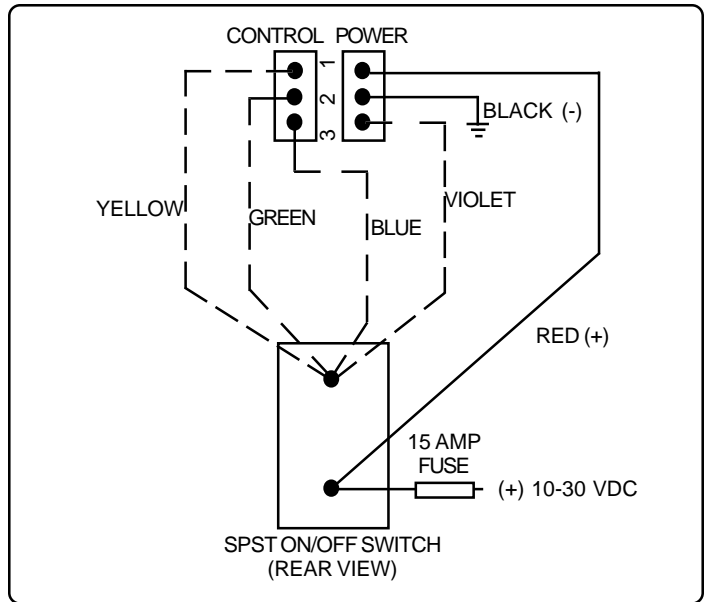 CONTROL POWER
1
2
3
BLACK (-)
YELLOW
GREEN
BLUE
VIOLET
RED (+)
15 AMP
FUSE
(+) 10-30 VDC
SPST ON/OFF SWITCH
(REAR VIEW)